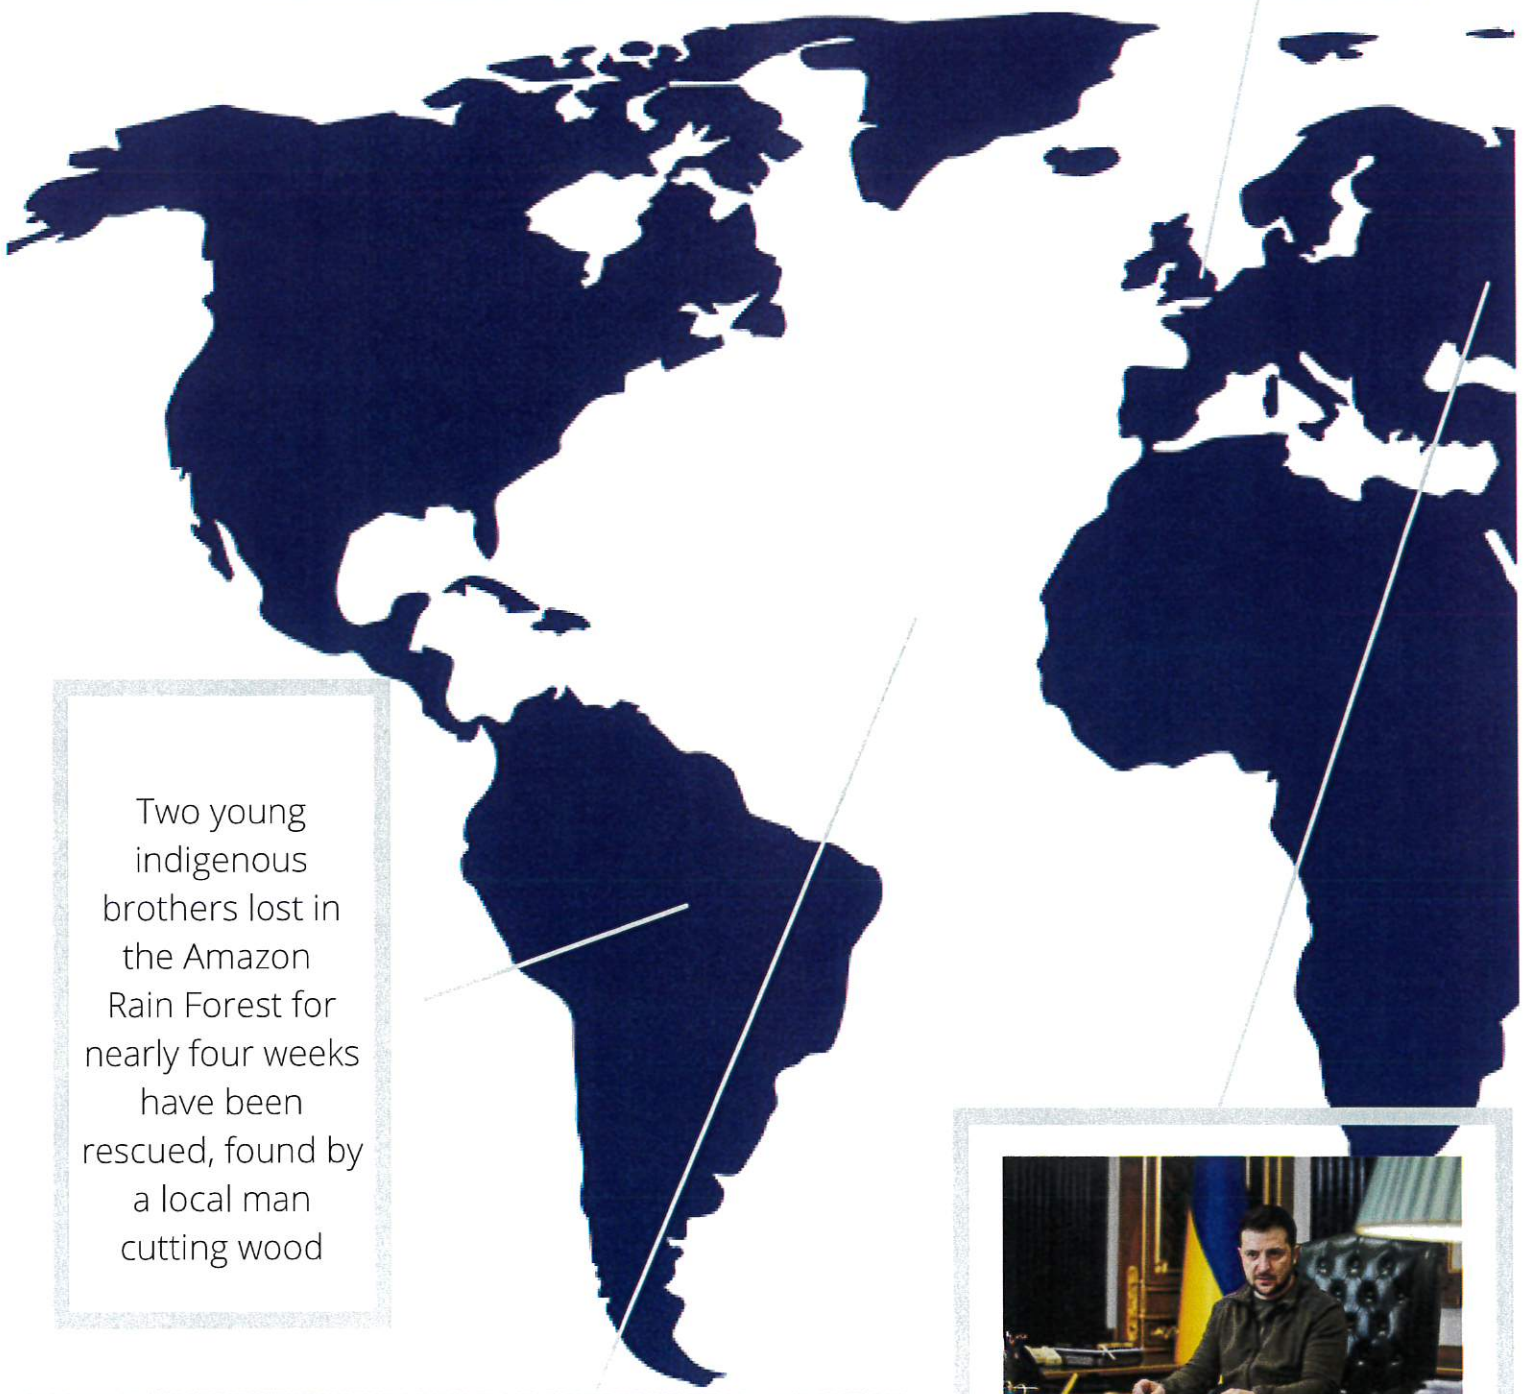 Two young
indigenous
brothers lost in
the Amazon
Rain Forest for
nearly four weeks
have been
rescued, found by
a local man
cutting wood